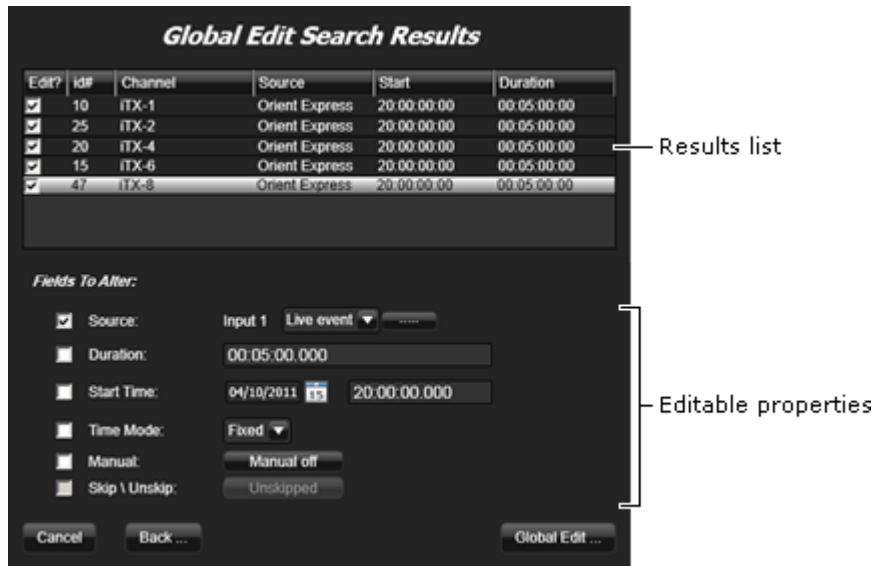 Global Edit Search Results
Edit? id# Channel Source Start Duration
10 iTX-1 Orient Express 20:00:00:00 00:05:00:00
25 iTX-2 Orient Express 20:00:00:00 00:05:00:00
20 iTX-4 Orient Express 20:00:00:00 00:05:00:00
15 iTX-6 Orient Express 20:00:00:00 00:05:00:00
47 iTX-8 Orient Express 20:00:00:00 00:05:00:00
Results list
Fields To Alter:
Source: Input 1 Live event .....
Duration: 00:05:00.000
Start Time: 04/10/2011 15 20:00:00.000
Editable properties
Time Mode: Fixed
Manual: Manual off
Skip \ Unskip: Unskipped
Cancel Back ... Global Edit ...